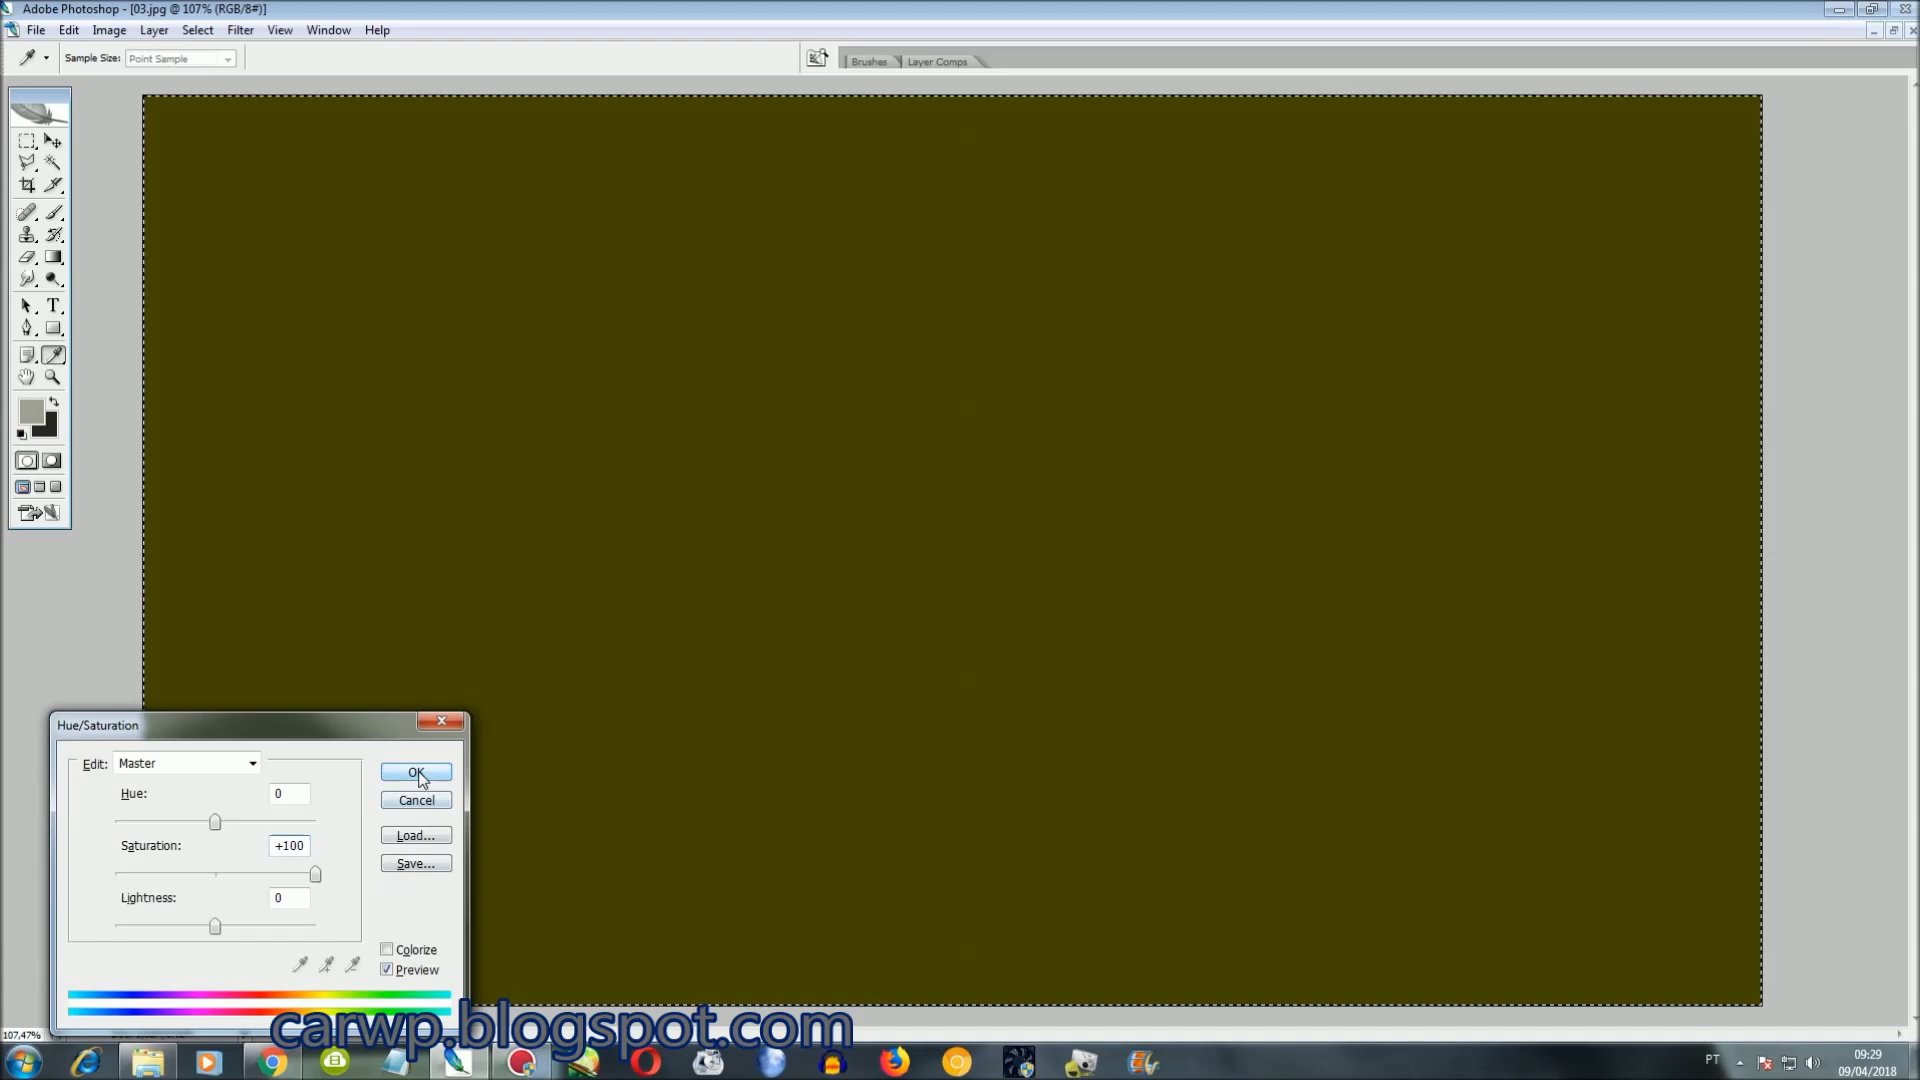 Adobe Photoshop - [03.jpg @ 107% (RGB/8#)]
File Edit Image Layer Select Filter View Window Help
Sample Size: Point Sample Brushes Layer Comps
Hue/Saturation
Edit: Master
OK
Hue: 0
Cancel
Load...
Saturation: +100
Save...
Lightness: 0
Colorize
Preview
carwp.blogspot.com
107,47%
PT 09:29
09/04/2018